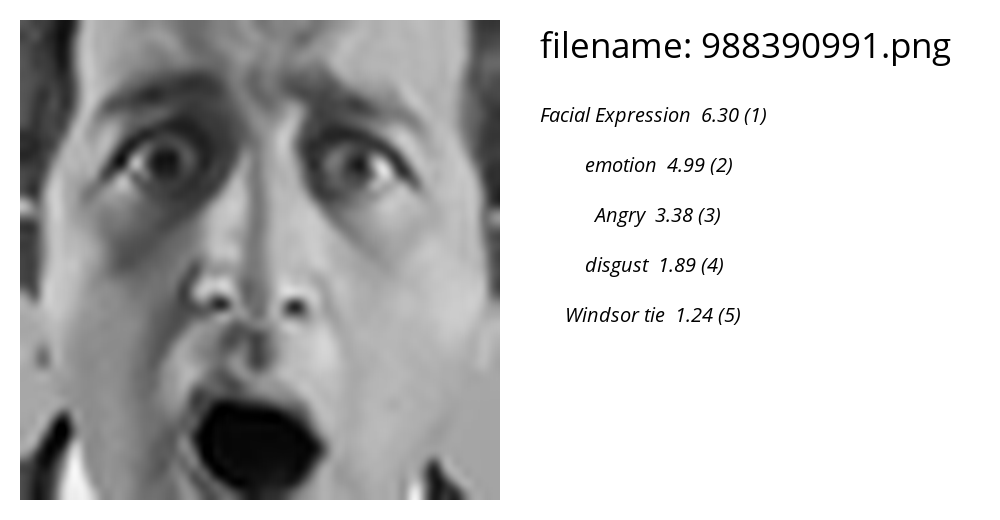 filename: 988390991.png
Facial Expression 6.30 (1)
emotion 4.99 (2)
Angry 3.38 (3)
disgust 1.89 (4)
Windsor tie 1.24 (5)